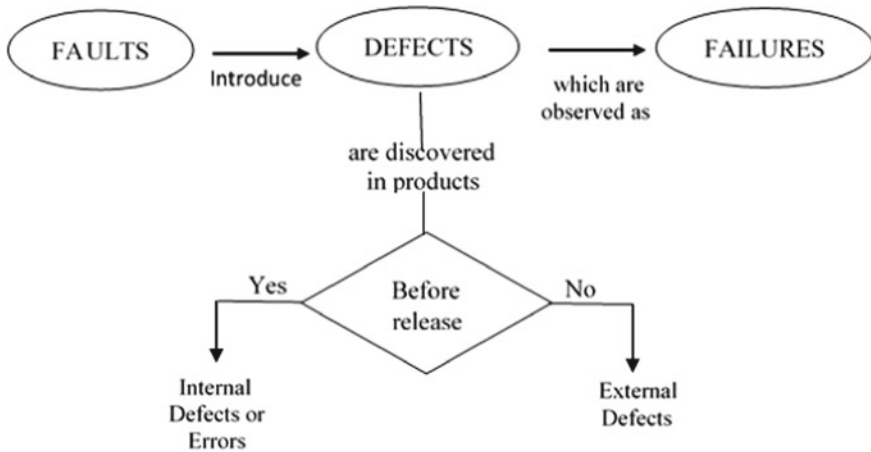 FAULTS
Introduce
DEFECTS
which are
observed as
FAILURES
are discovered
in products
Before
release
Yes
No
Internal
Defects or
Errors
External
Defects